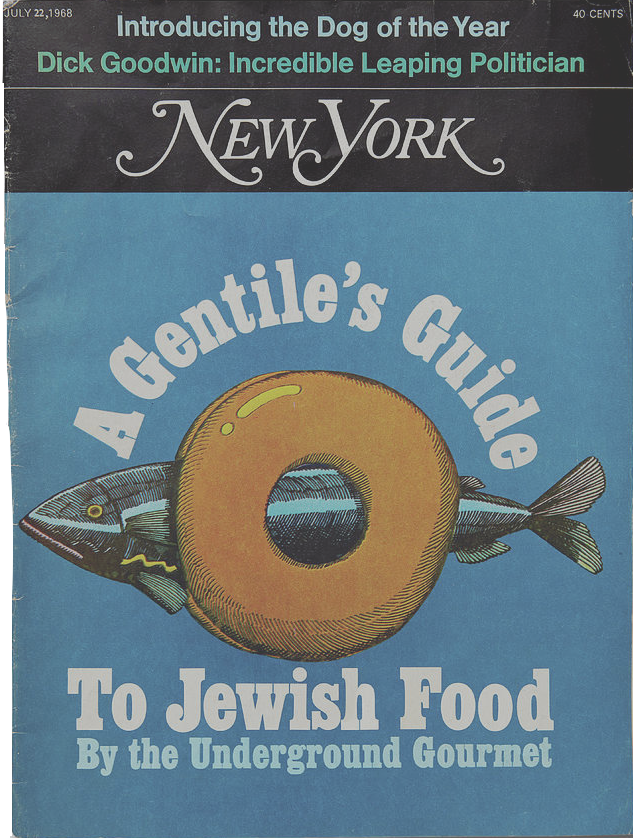 JULY 22, 1968
40 CENTS
Introducing the Dog of the Year
Dick Goodwin: Incredible Leaping Politician
NEW YORK
A Gentile's Guide
To Jewish Food
By the Underground Gourmet